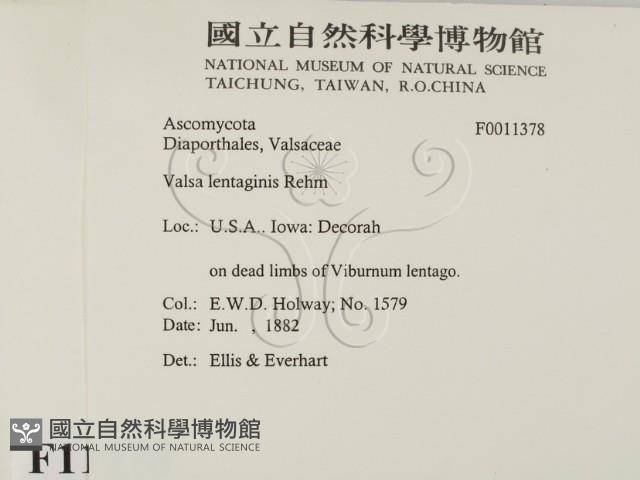 國立自然科學博物館
NATIONAL MUSEUM OF NATURAL SCIENCE
TAICHUNG, TAIWAN, R.O.CHINA
Ascomycota F0011378
Diaporthales, Valsaceae
Valsa lentaginis Rehm
Loc.: U.S.A.. Iowa: Decorah
on dead limbs of Viburnum lentago.
Col.: E.W.D. Holway; No. 1579
Date: Jun. , 1882
Det.: Ellis & Everhart
國立自然科學博物館
NATIONAL MUSEUM OF NATURAL SCIENCE
F11